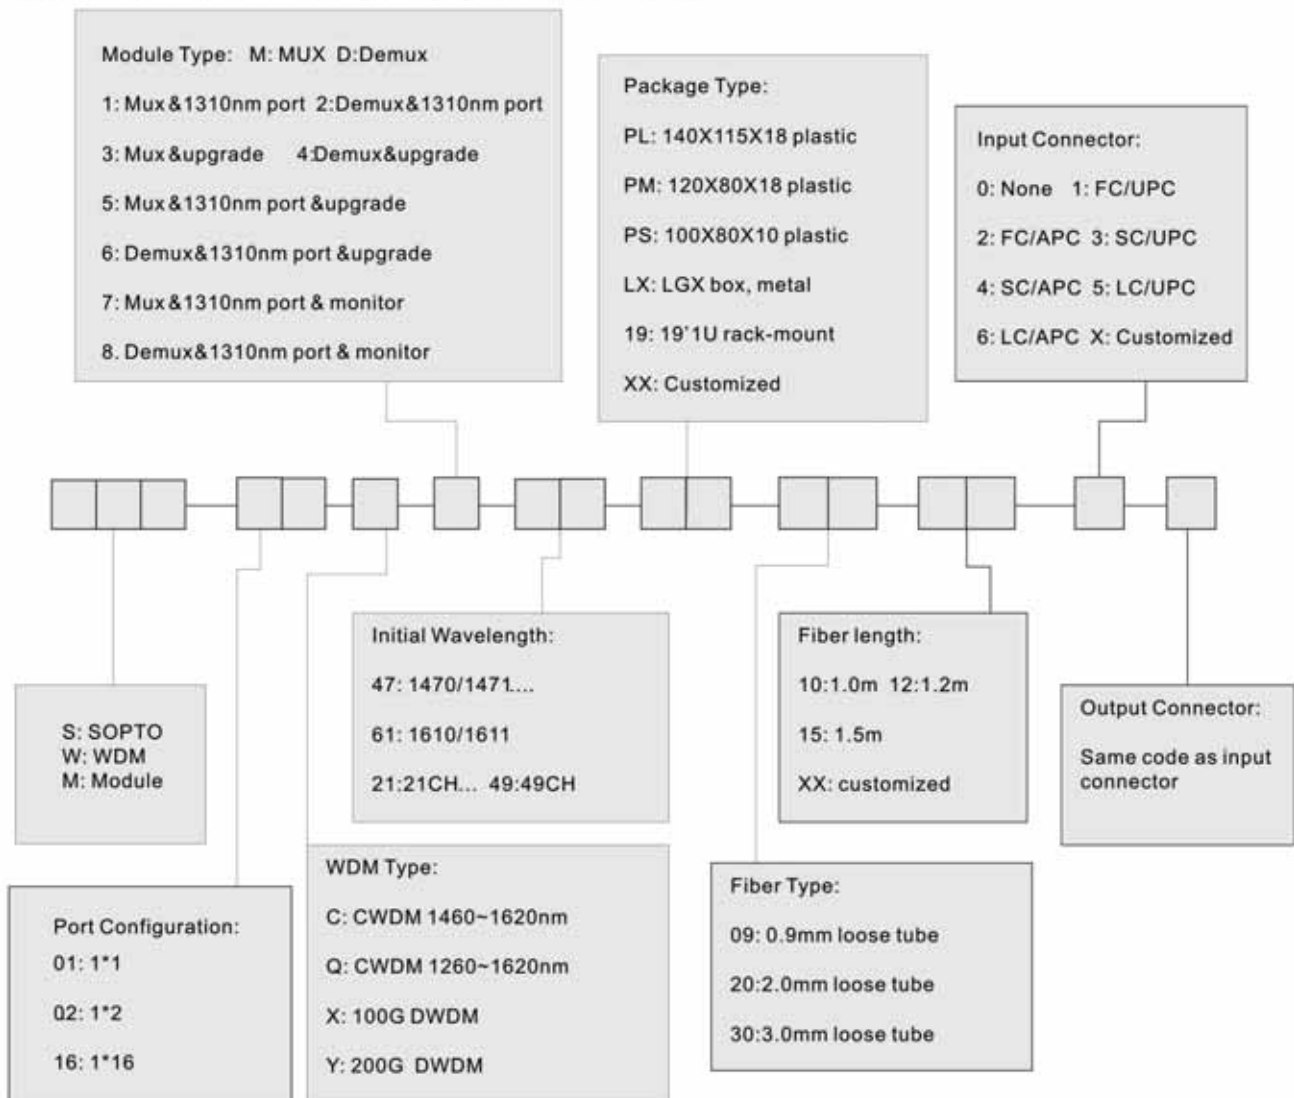 Module Type: M: MUX D:Demux
1: Mux&1310nm port 2:Demux&1310nm port
3: Mux&upgrade 4:Demux&upgrade
5: Mux&1310nm port &upgrade
6: Demux&1310nm port &upgrade
7: Mux&1310nm port & monitor
8. Demux&1310nm port & monitor
Package Type:
PL: 140X115X18 plastic
PM: 120X80X18 plastic
PS: 100X80X10 plastic
LX: LGX box, metal
19: 19'1U rack-mount
XX: Customized
Input Connector:
0: None 1: FC/UPC
2: FC/APC 3: SC/UPC
4: SC/APC 5: LC/UPC
6: LC/APC X: Customized
S: SOPTO
W: WDM
M: Module
Port Configuration:
01: 1*1
02: 1*2
16: 1*16
Initial Wavelength:
47: 1470/1471....
61: 1610/1611
21:21CH... 49:49CH
WDM Type:
C: CWDM 1460~1620nm
Q: CWDM 1260~1620nm
X: 100G DWDM
Y: 200G DWDM
Fiber length:
10:1.0m 12:1.2m
15: 1.5m
XX: customized
Fiber Type:
09: 0.9mm loose tube
20:2.0mm loose tube
30:3.0mm loose tube
Output Connector:
Same code as input
connector